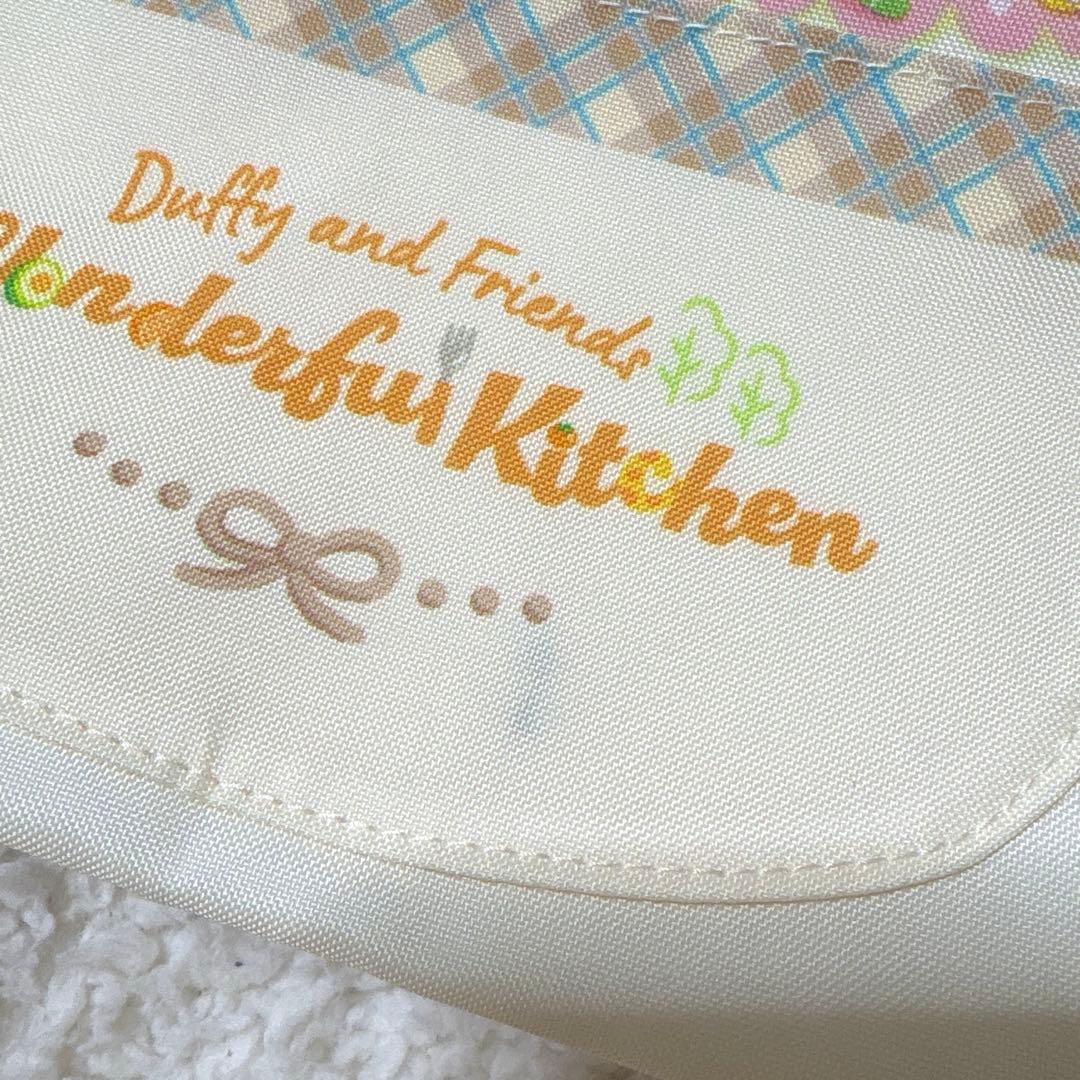 Duffy and Friends
Wonderful Kitchen